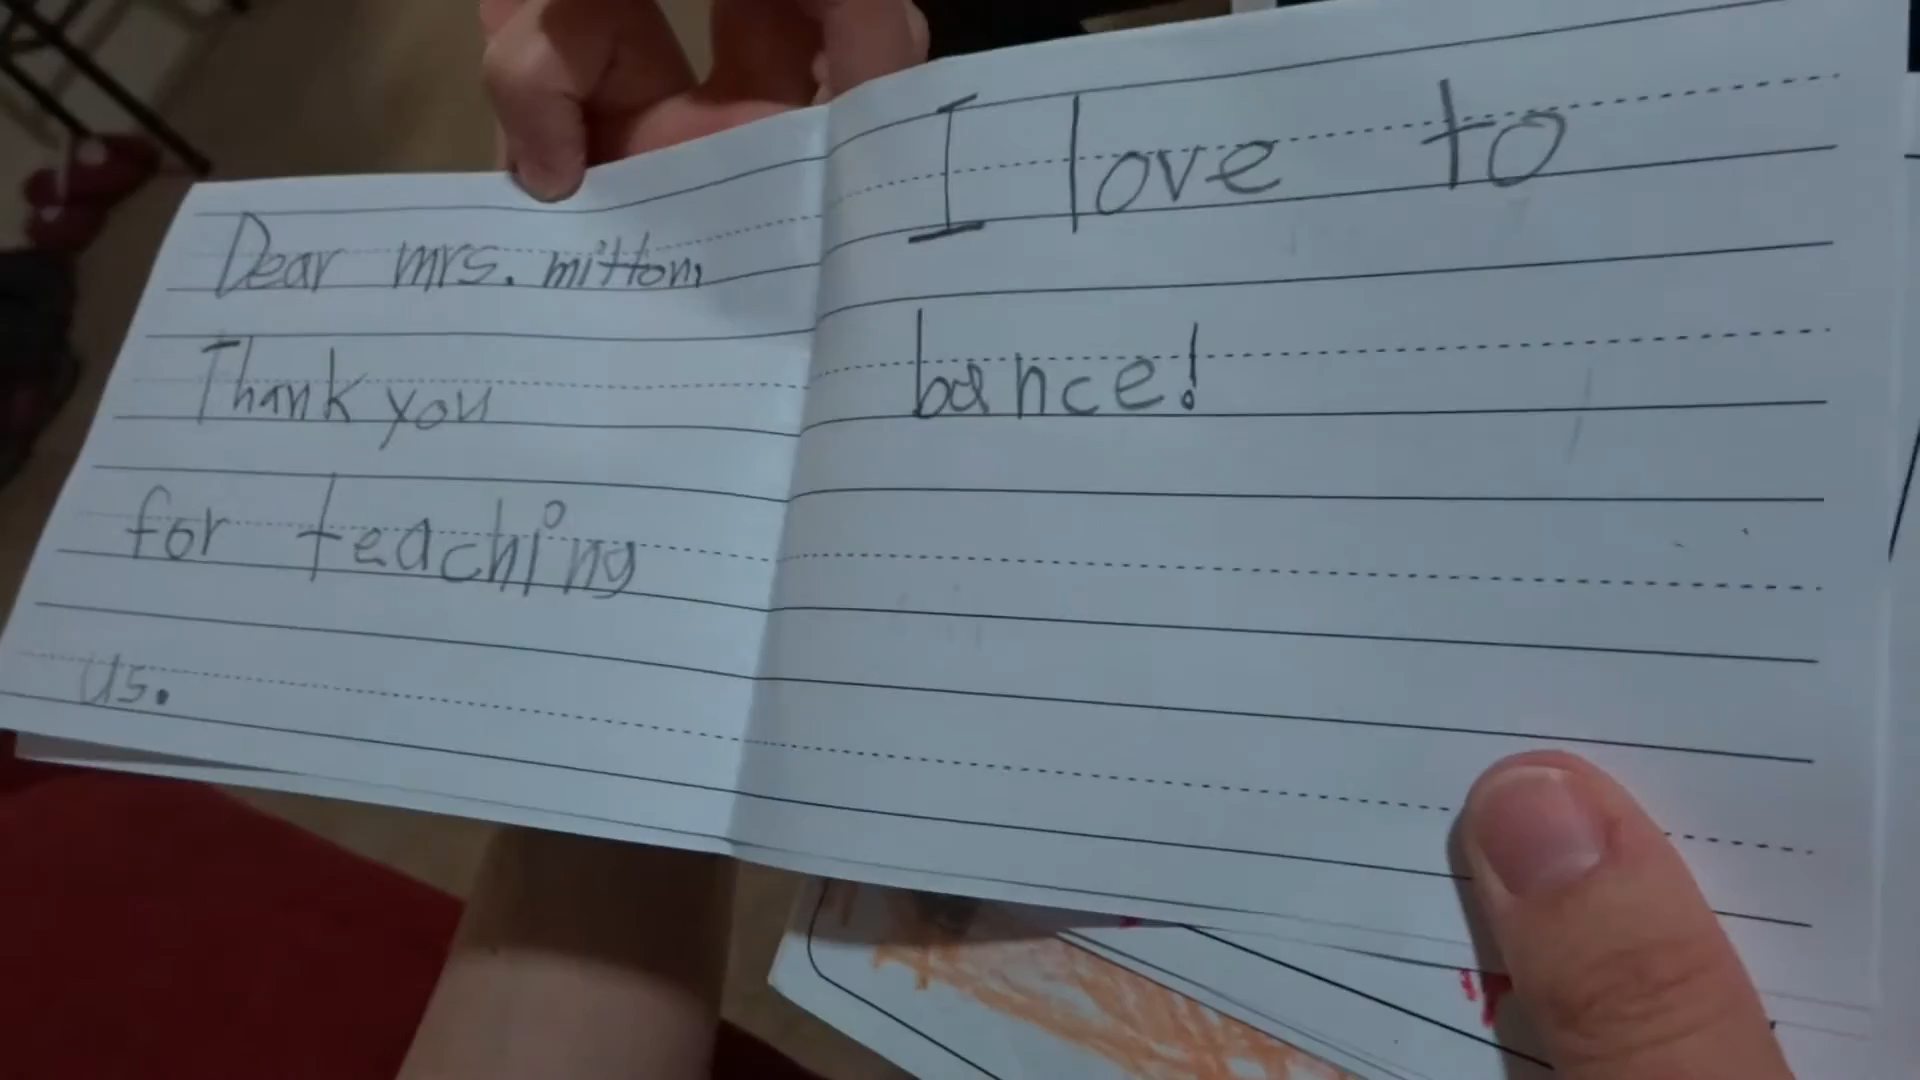 Dear mrs. mitton,
Thank you
for teaching
us.
I love to
bance!